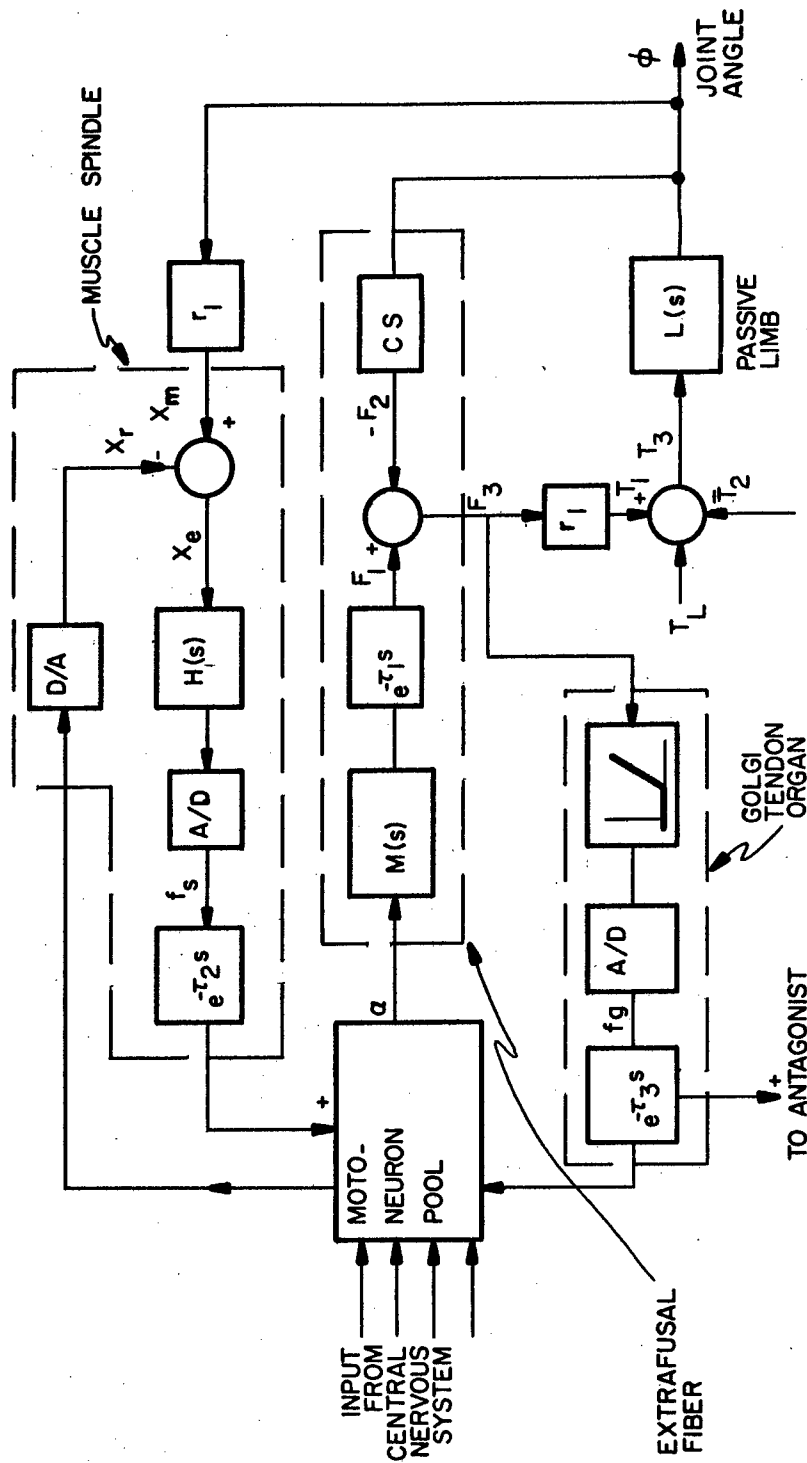 MUSCLE SPINDLE
D/A
Xr
Xm
-
+
r1
Xe
H1(s)
A/D
fs
e-τ2s
+
MOTO-
NEURON
POOL
INPUT
FROM
CENTRAL
NERVOUS
SYSTEM
α
M(s)
e-τ1s
F1
+
-F2
CS
F3
r1
+T1
TL
T2
T3
L(s)
PASSIVE
LIMB
φ
JOINT
ANGLE
A/D
fg
e-τ3s
GOLGI
TENDON
ORGAN
+
TO ANTAGONIST
EXTRAFUSAL
FIBER